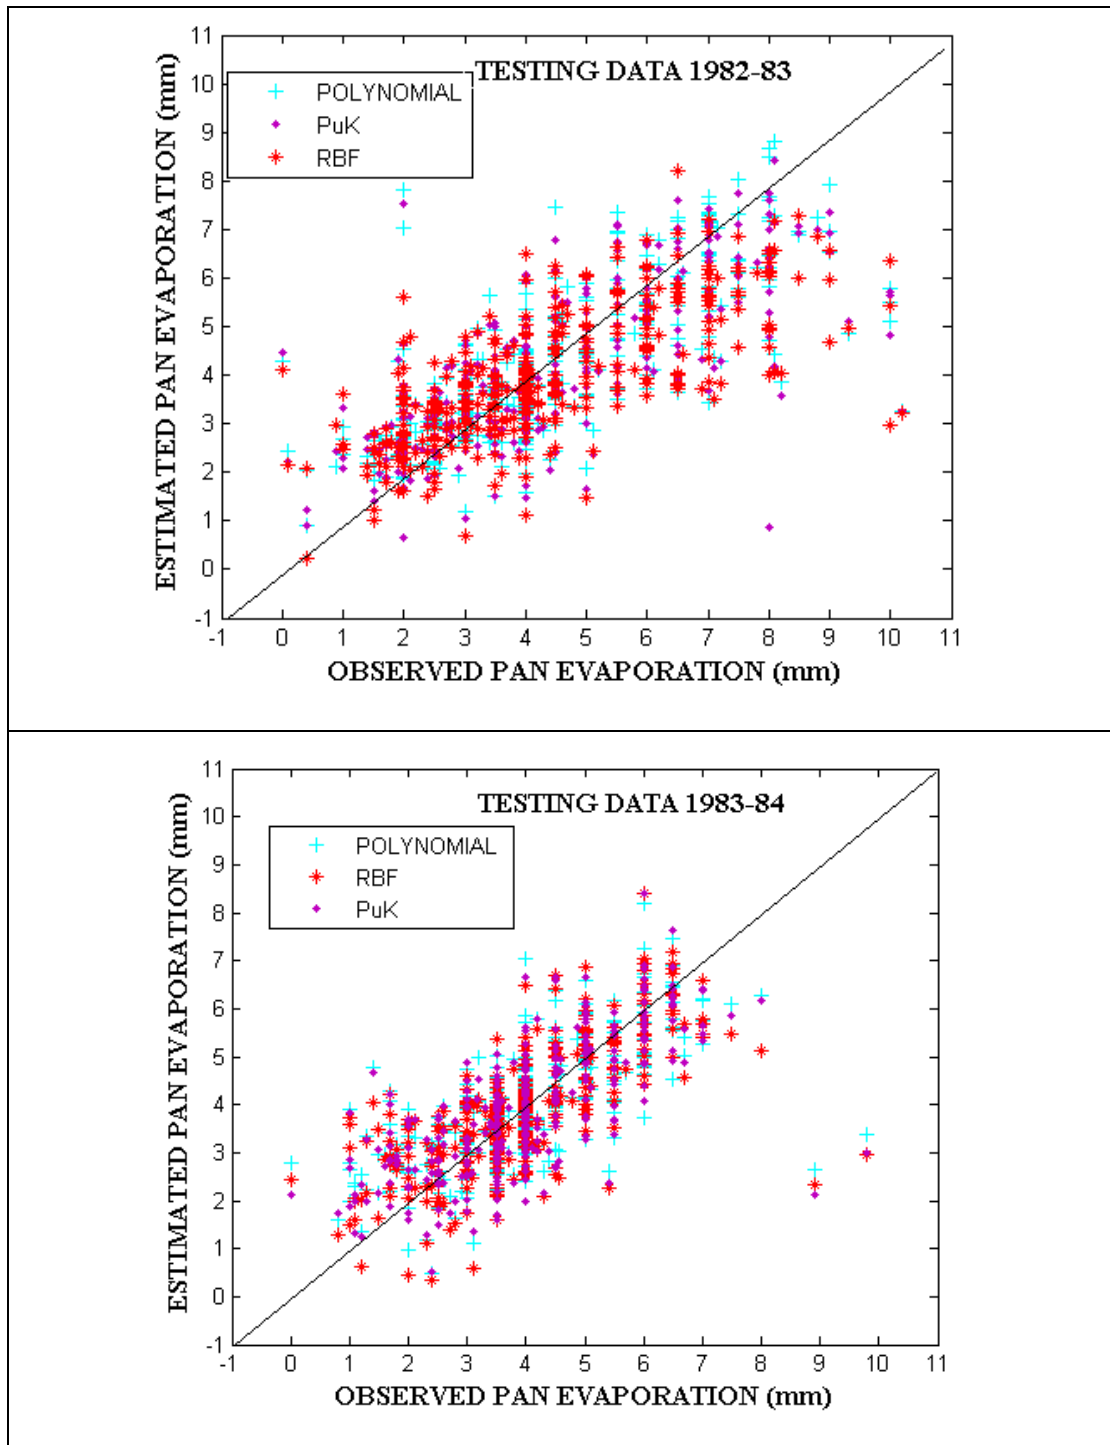 TESTING DATA 1982-83
POLYNOMIAL
PuK
RBF
ESTIMATED PAN EVAPORATION (mm)
11
10
9
8
7
6
5
4
3
2
1
0
-1
-1 0 1 2 3 4 5 6 7 8 9 10 11
OBSERVED PAN EVAPORATION (mm)
TESTING DATA 1983-84
POLYNOMIAL
RBF
PuK
ESTIMATED PAN EVAPORATION (mm)
11
10
9
8
7
6
5
4
3
2
1
0
-1
-1 0 1 2 3 4 5 6 7 8 9 10 11
OBSERVED PAN EVAPORATION (mm)